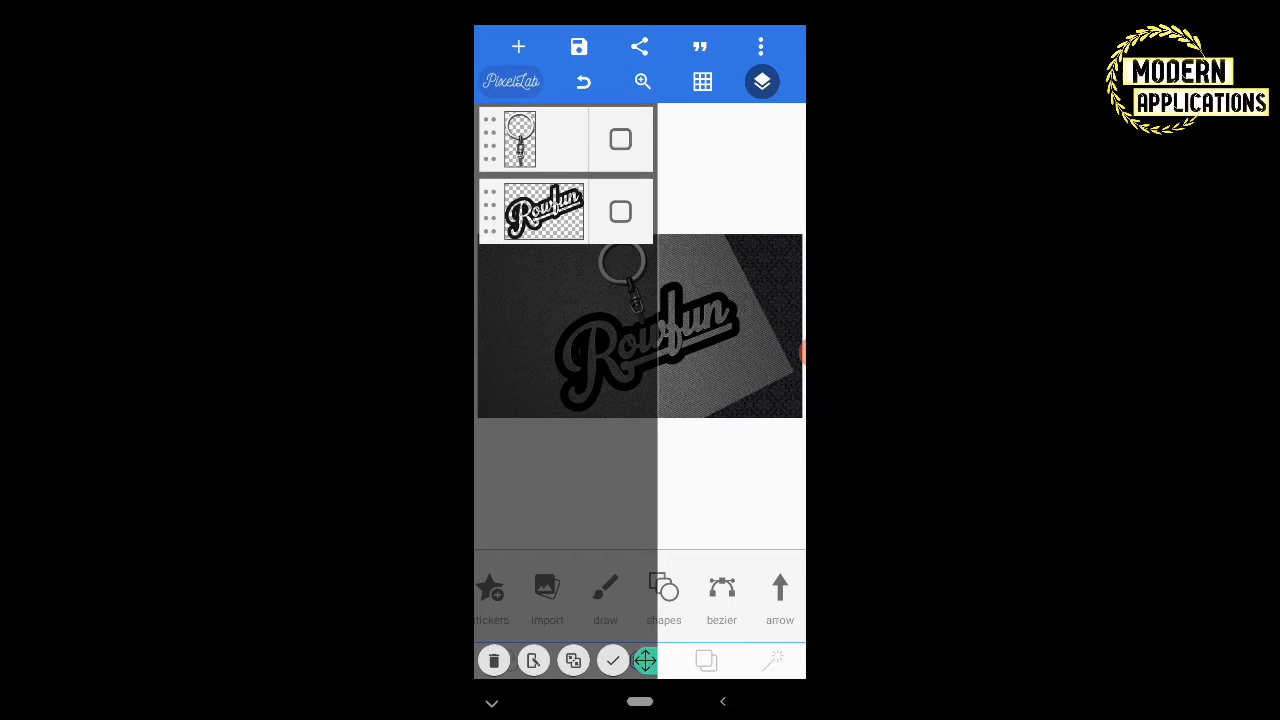 MODERN
APPLICATIONS
PixelLab
Rowfun
Rowfun
stickers
import
draw
shapes
bezier
arrow